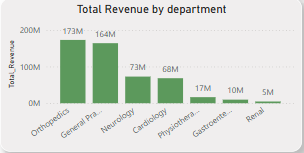 Total Revenue by department
Total_Revenue
200M
100M
0M
173M
164M
73M
68M
17M
10M
5M
Orthopedics
General Pra...
Neurology
Cardiology
Physiothera...
Gastroente...
Renal